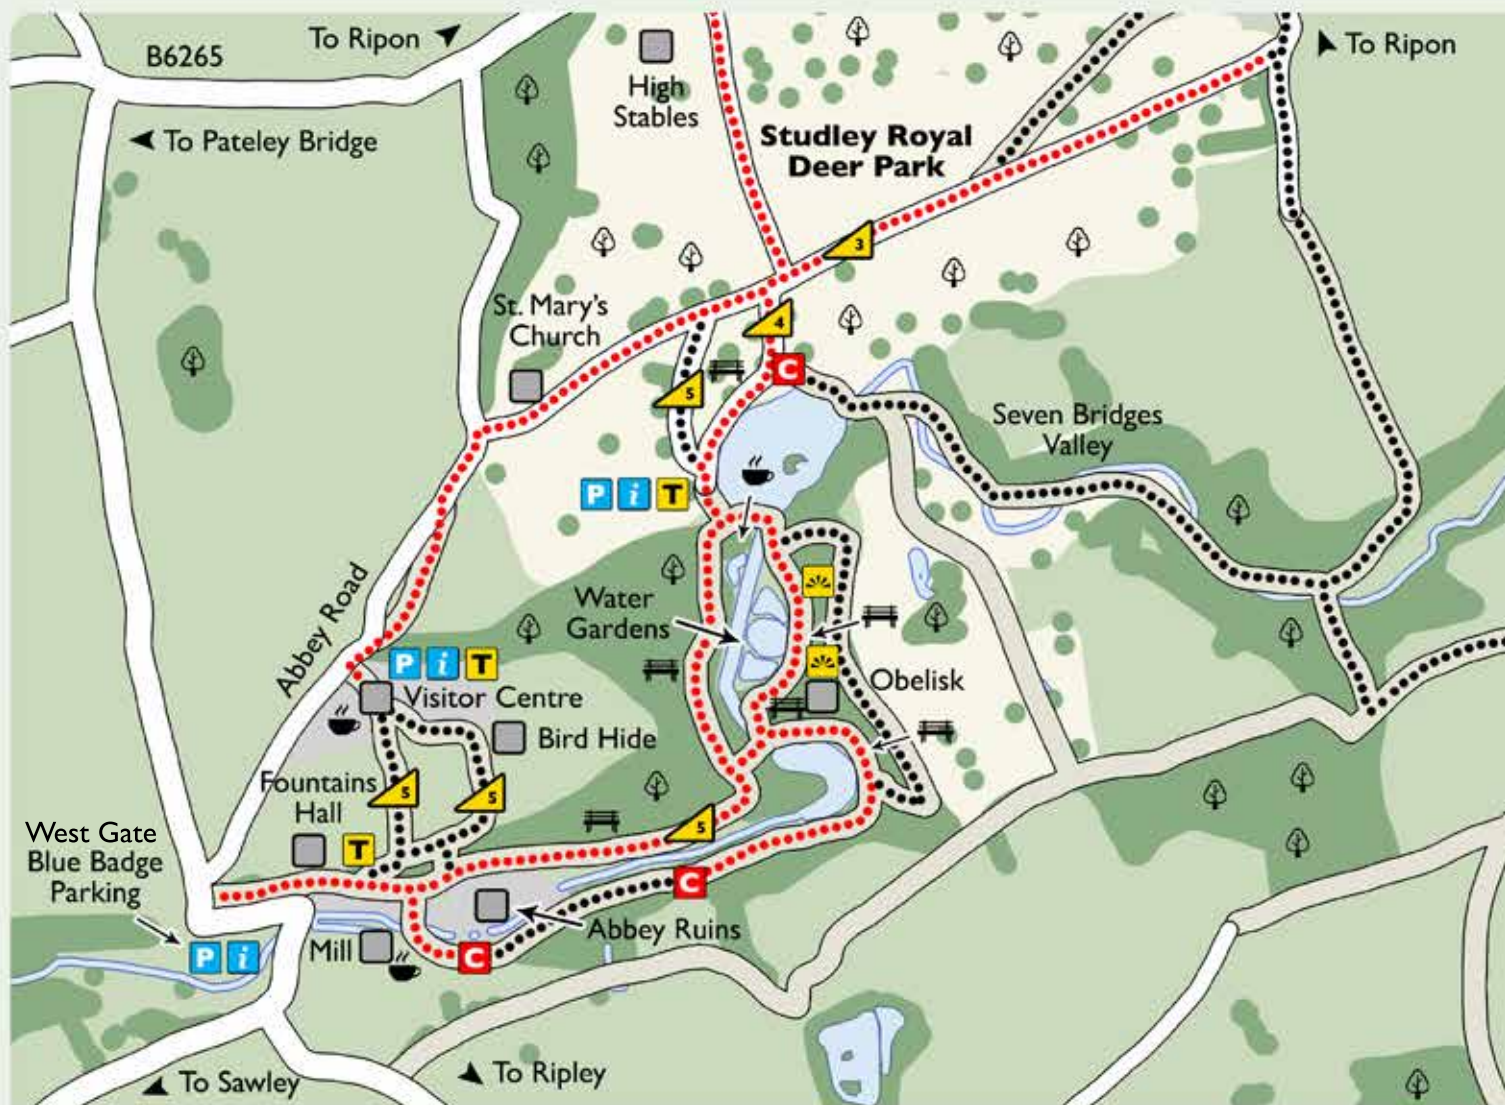 To Ripon
B6265
To Ripon
High
Stables
To Pateley Bridge
Studley Royal
Deer Park
3
St. Mary's
Church
4
C
5
Seven Bridges
Valley
P i T
Abbey Road
Water
Gardens
P i T
Visitor Centre
Obelisk
Bird Hide
Fountains
Hall
5
5
5
West Gate
Blue Badge
Parking
T
C
Abbey Ruins
Mill
C
P i
To Sawley
To Ripley